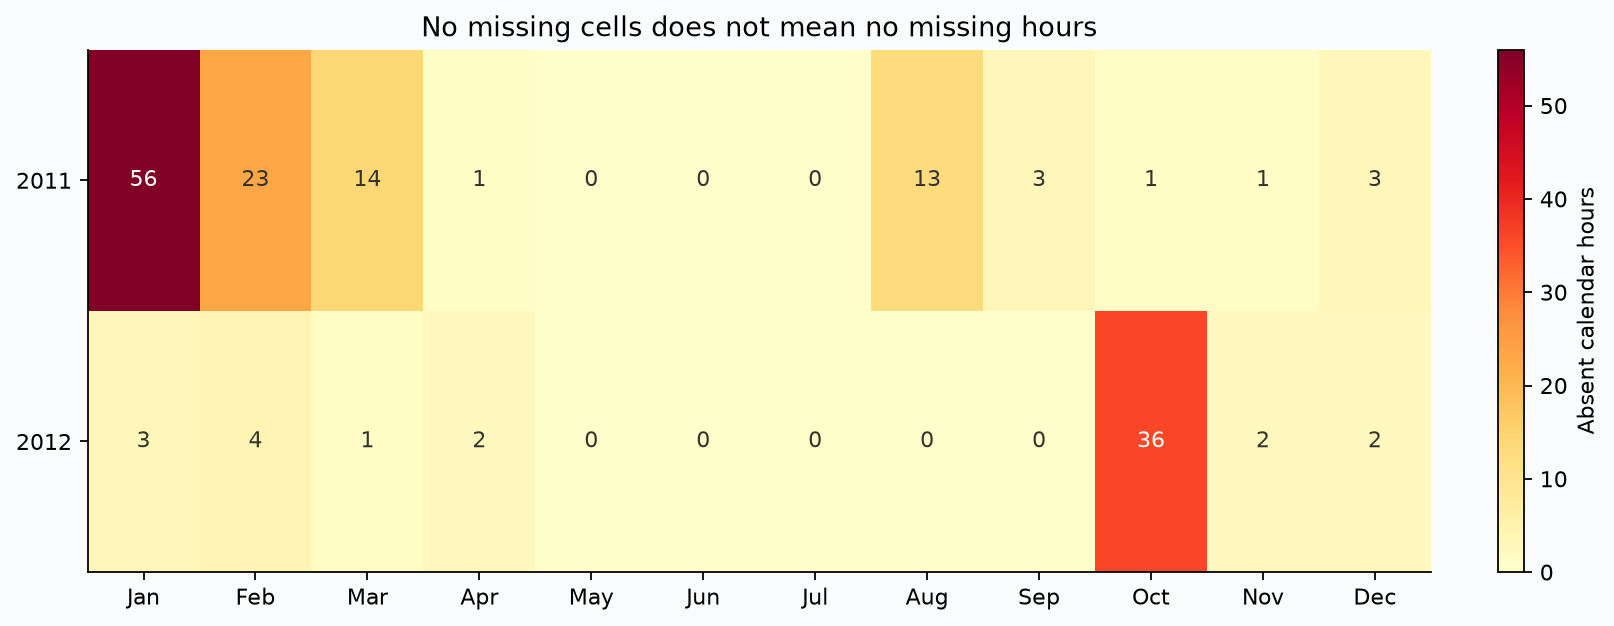 No missing cells does not mean no missing hours
2011
56 23 14 1 0 0 0 13 3 1 1 3
2012
3 4 1 2 0 0 0 0 0 36 2 2
Jan Feb Mar Apr May Jun Jul Aug Sep Oct Nov Dec
50
40
30
20
10
0
Absent calendar hours